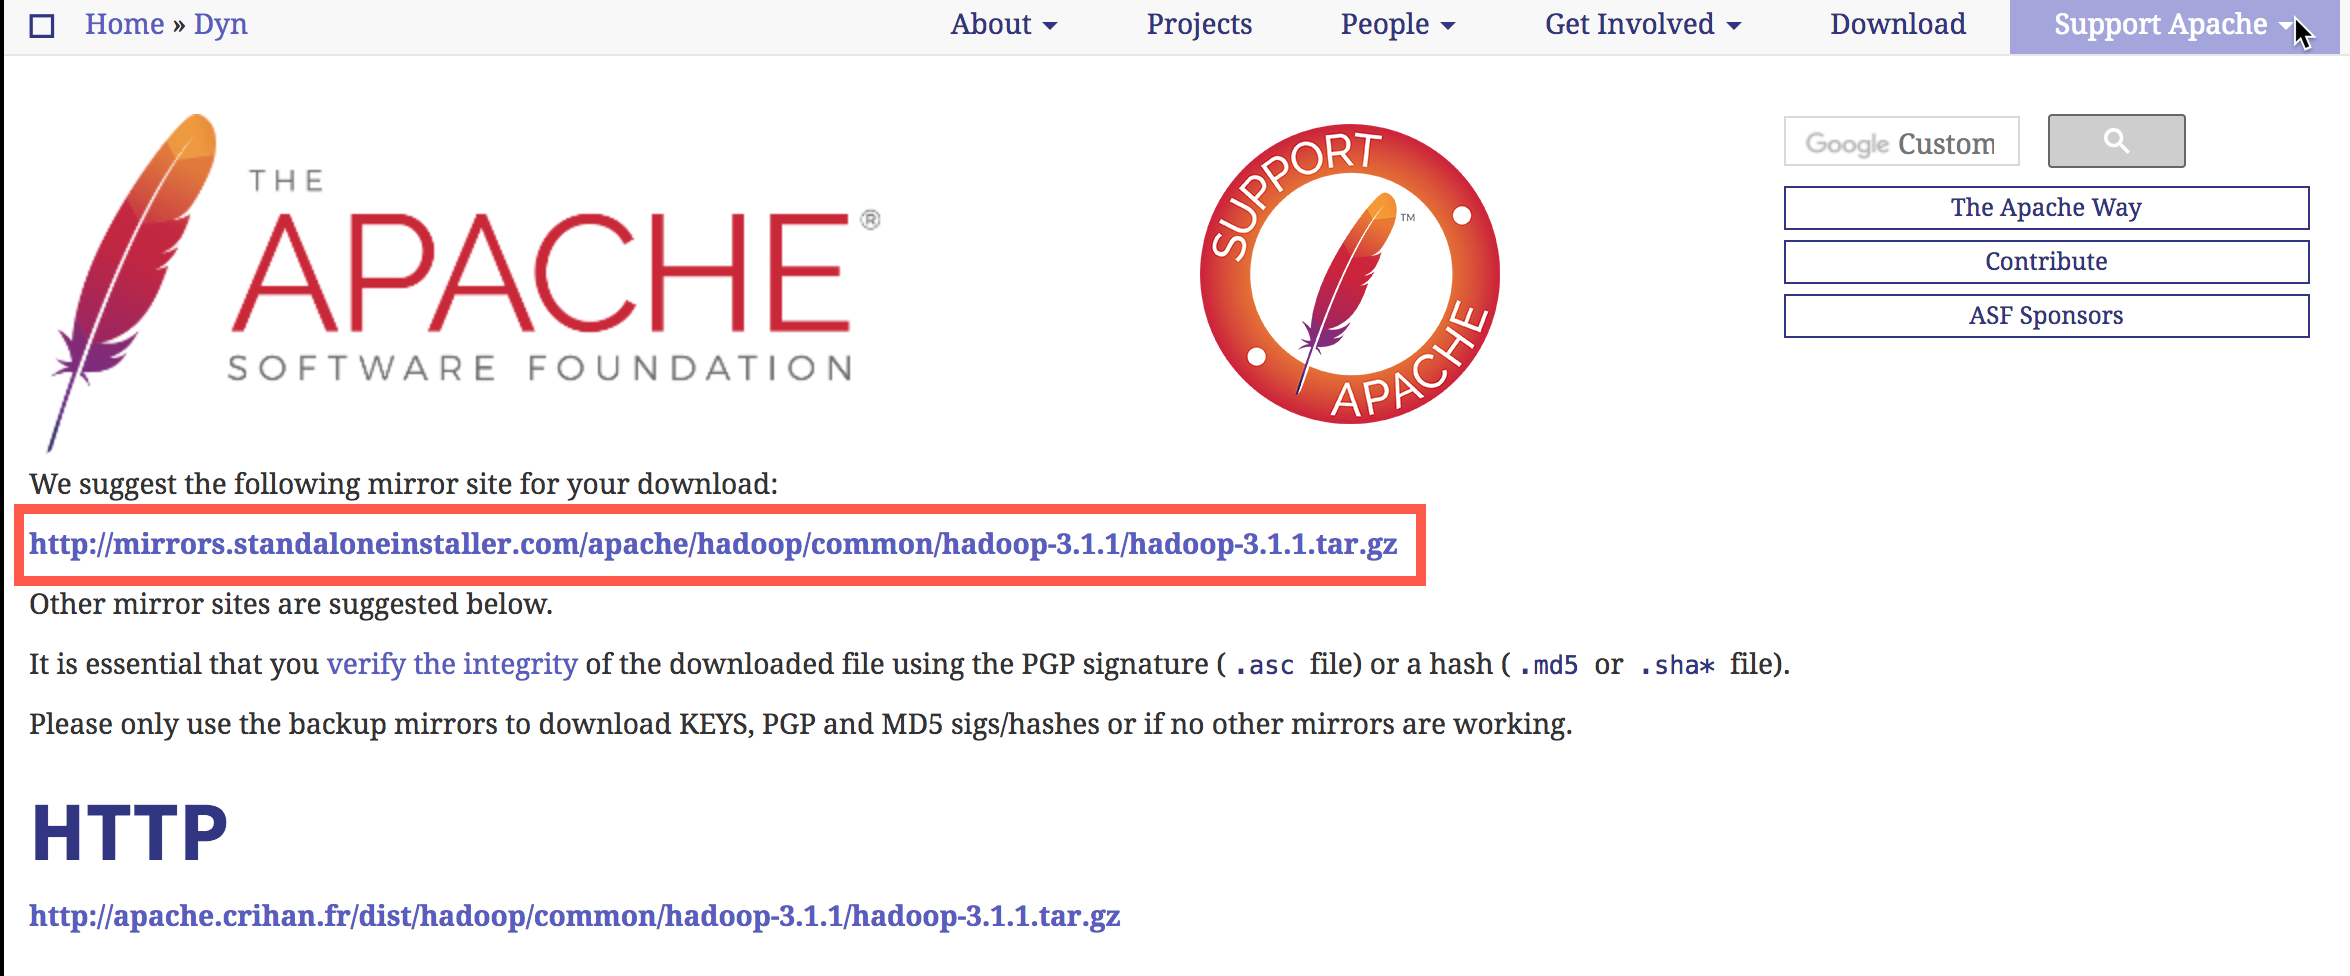 Home » Dyn About Projects People Get Involved Download Support Apache
THE
APACHE®
SOFTWARE FOUNDATION
SUPPORT
APACHE
™
Google Custom
The Apache Way
Contribute
ASF Sponsors
We suggest the following mirror site for your download:
http://mirrors.standaloneinstaller.com/apache/hadoop/common/hadoop-3.1.1/hadoop-3.1.1.tar.gz
Other mirror sites are suggested below.
It is essential that you verify the integrity of the downloaded file using the PGP signature ( .asc file) or a hash ( .md5 or .sha* file).
Please only use the backup mirrors to download KEYS, PGP and MD5 sigs/hashes or if no other mirrors are working.
HTTP
http://apache.crihan.fr/dist/hadoop/common/hadoop-3.1.1/hadoop-3.1.1.tar.gz